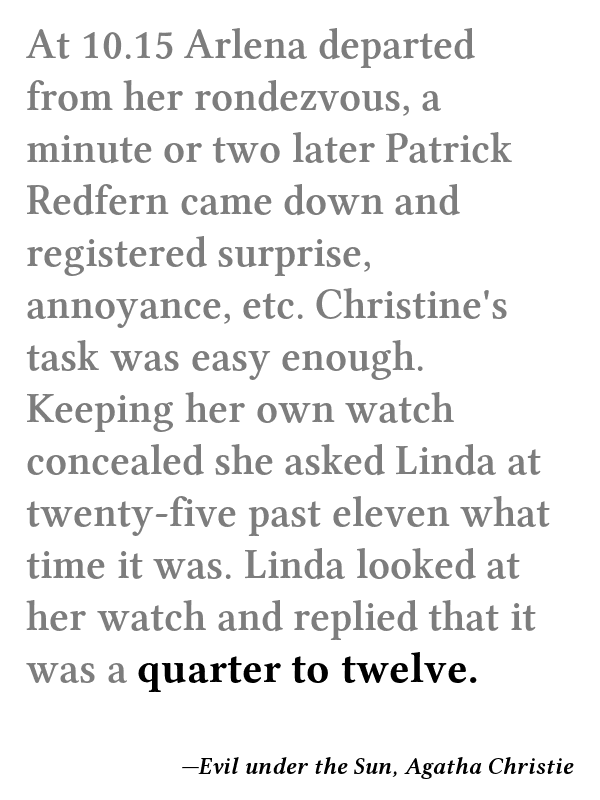 At 10.15 Arlena departed
from her rondezvous, a
minute or two later Patrick
Redfern came down and
registered surprise,
annoyance, etc. Christine's
task was easy enough.
Keeping her own watch
concealed she asked Linda at
twenty-five past eleven what
time it was. Linda looked at
her watch and replied that it
was a quarter to twelve.
—Evil under the Sun, Agatha Christie